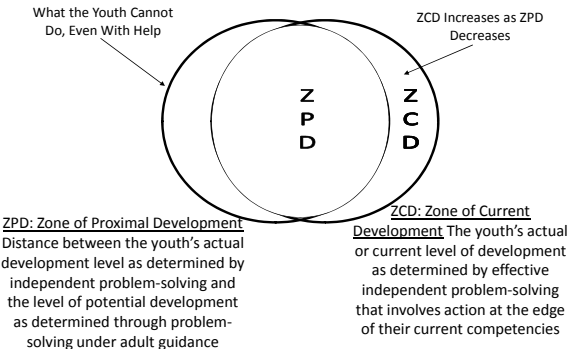 What the Youth Cannot
Do, Even With Help
ZCD Increases as ZPD
Decreases
Z
P
D
Z
C
D
ZPD: Zone of Proximal Development
Distance between the youth's actual
development level as determined by
independent problem-solving and
the level of potential development
as determined through problem-
solving under adult guidance
ZCD: Zone of Current
Development The youth's actual
or current level of development
as determined by effective
independent problem-solving
that involves action at the edge
of their current competencies